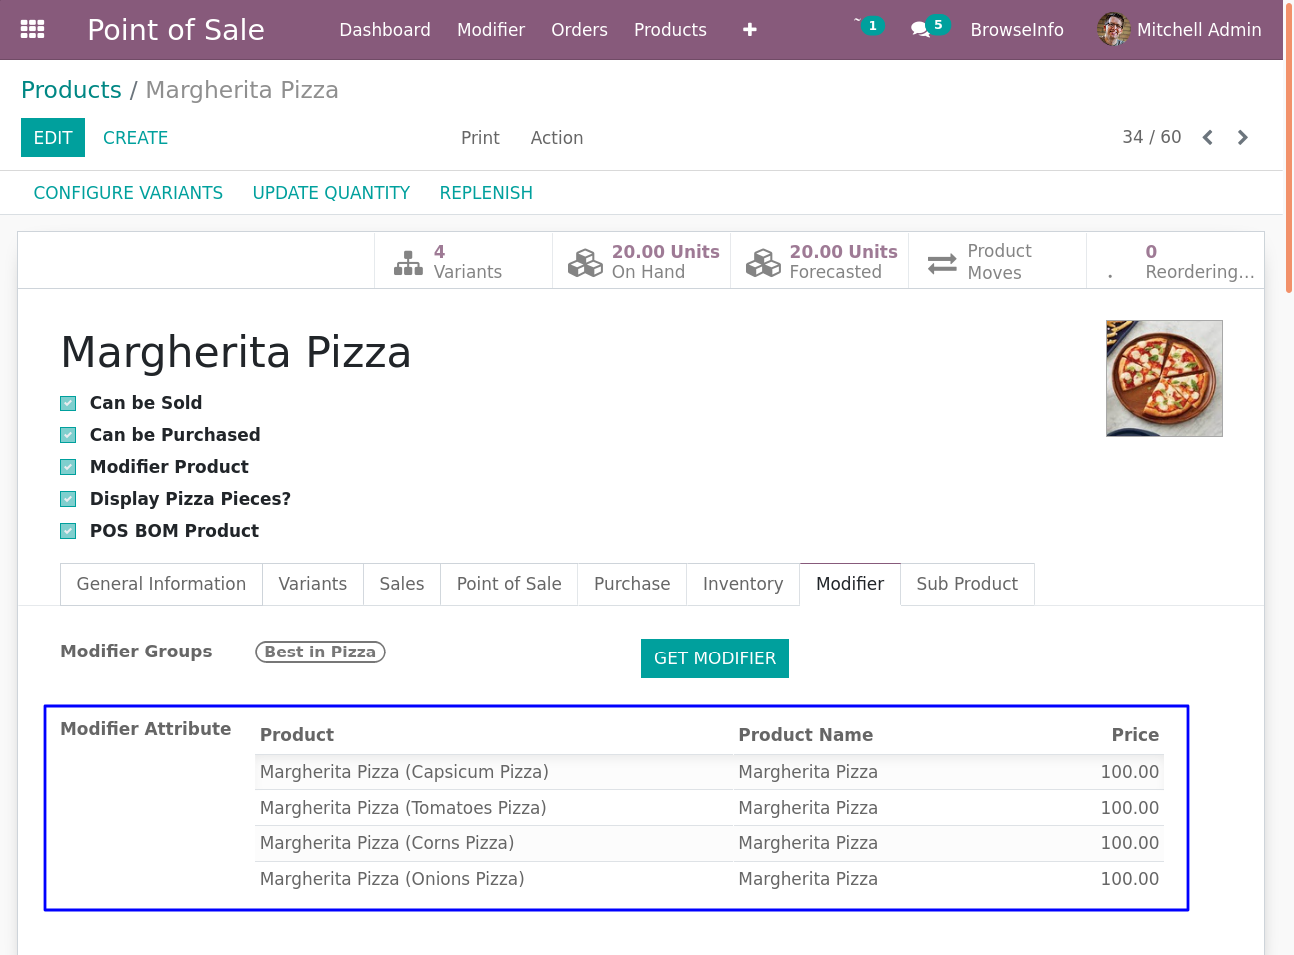 Point of Sale Dashboard Modifier Orders Products 1 5 BrowseInfo Mitchell Admin
Products / Margherita Pizza
EDIT CREATE Print Action 34 / 60
CONFIGURE VARIANTS UPDATE QUANTITY REPLENISH
4 20.00 Units 20.00 Units Product 0
Variants On Hand Forecasted Moves Reordering...
Margherita Pizza
Can be Sold
Can be Purchased
Modifier Product
Display Pizza Pieces?
POS BOM Product
General Information Variants Sales Point of Sale Purchase Inventory Modifier Sub Product
Modifier Groups Best in Pizza GET MODIFIER
Modifier Attribute Product Product Name Price
Margherita Pizza (Capsicum Pizza) Margherita Pizza 100.00
Margherita Pizza (Tomatoes Pizza) Margherita Pizza 100.00
Margherita Pizza (Corns Pizza) Margherita Pizza 100.00
Margherita Pizza (Onions Pizza) Margherita Pizza 100.00